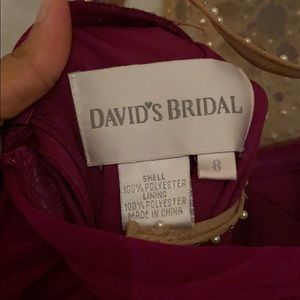 DAVID'S BRIDAL
8
SHELL
100% POLYESTER
LINING
100% POLYESTER
MADE IN CHINA